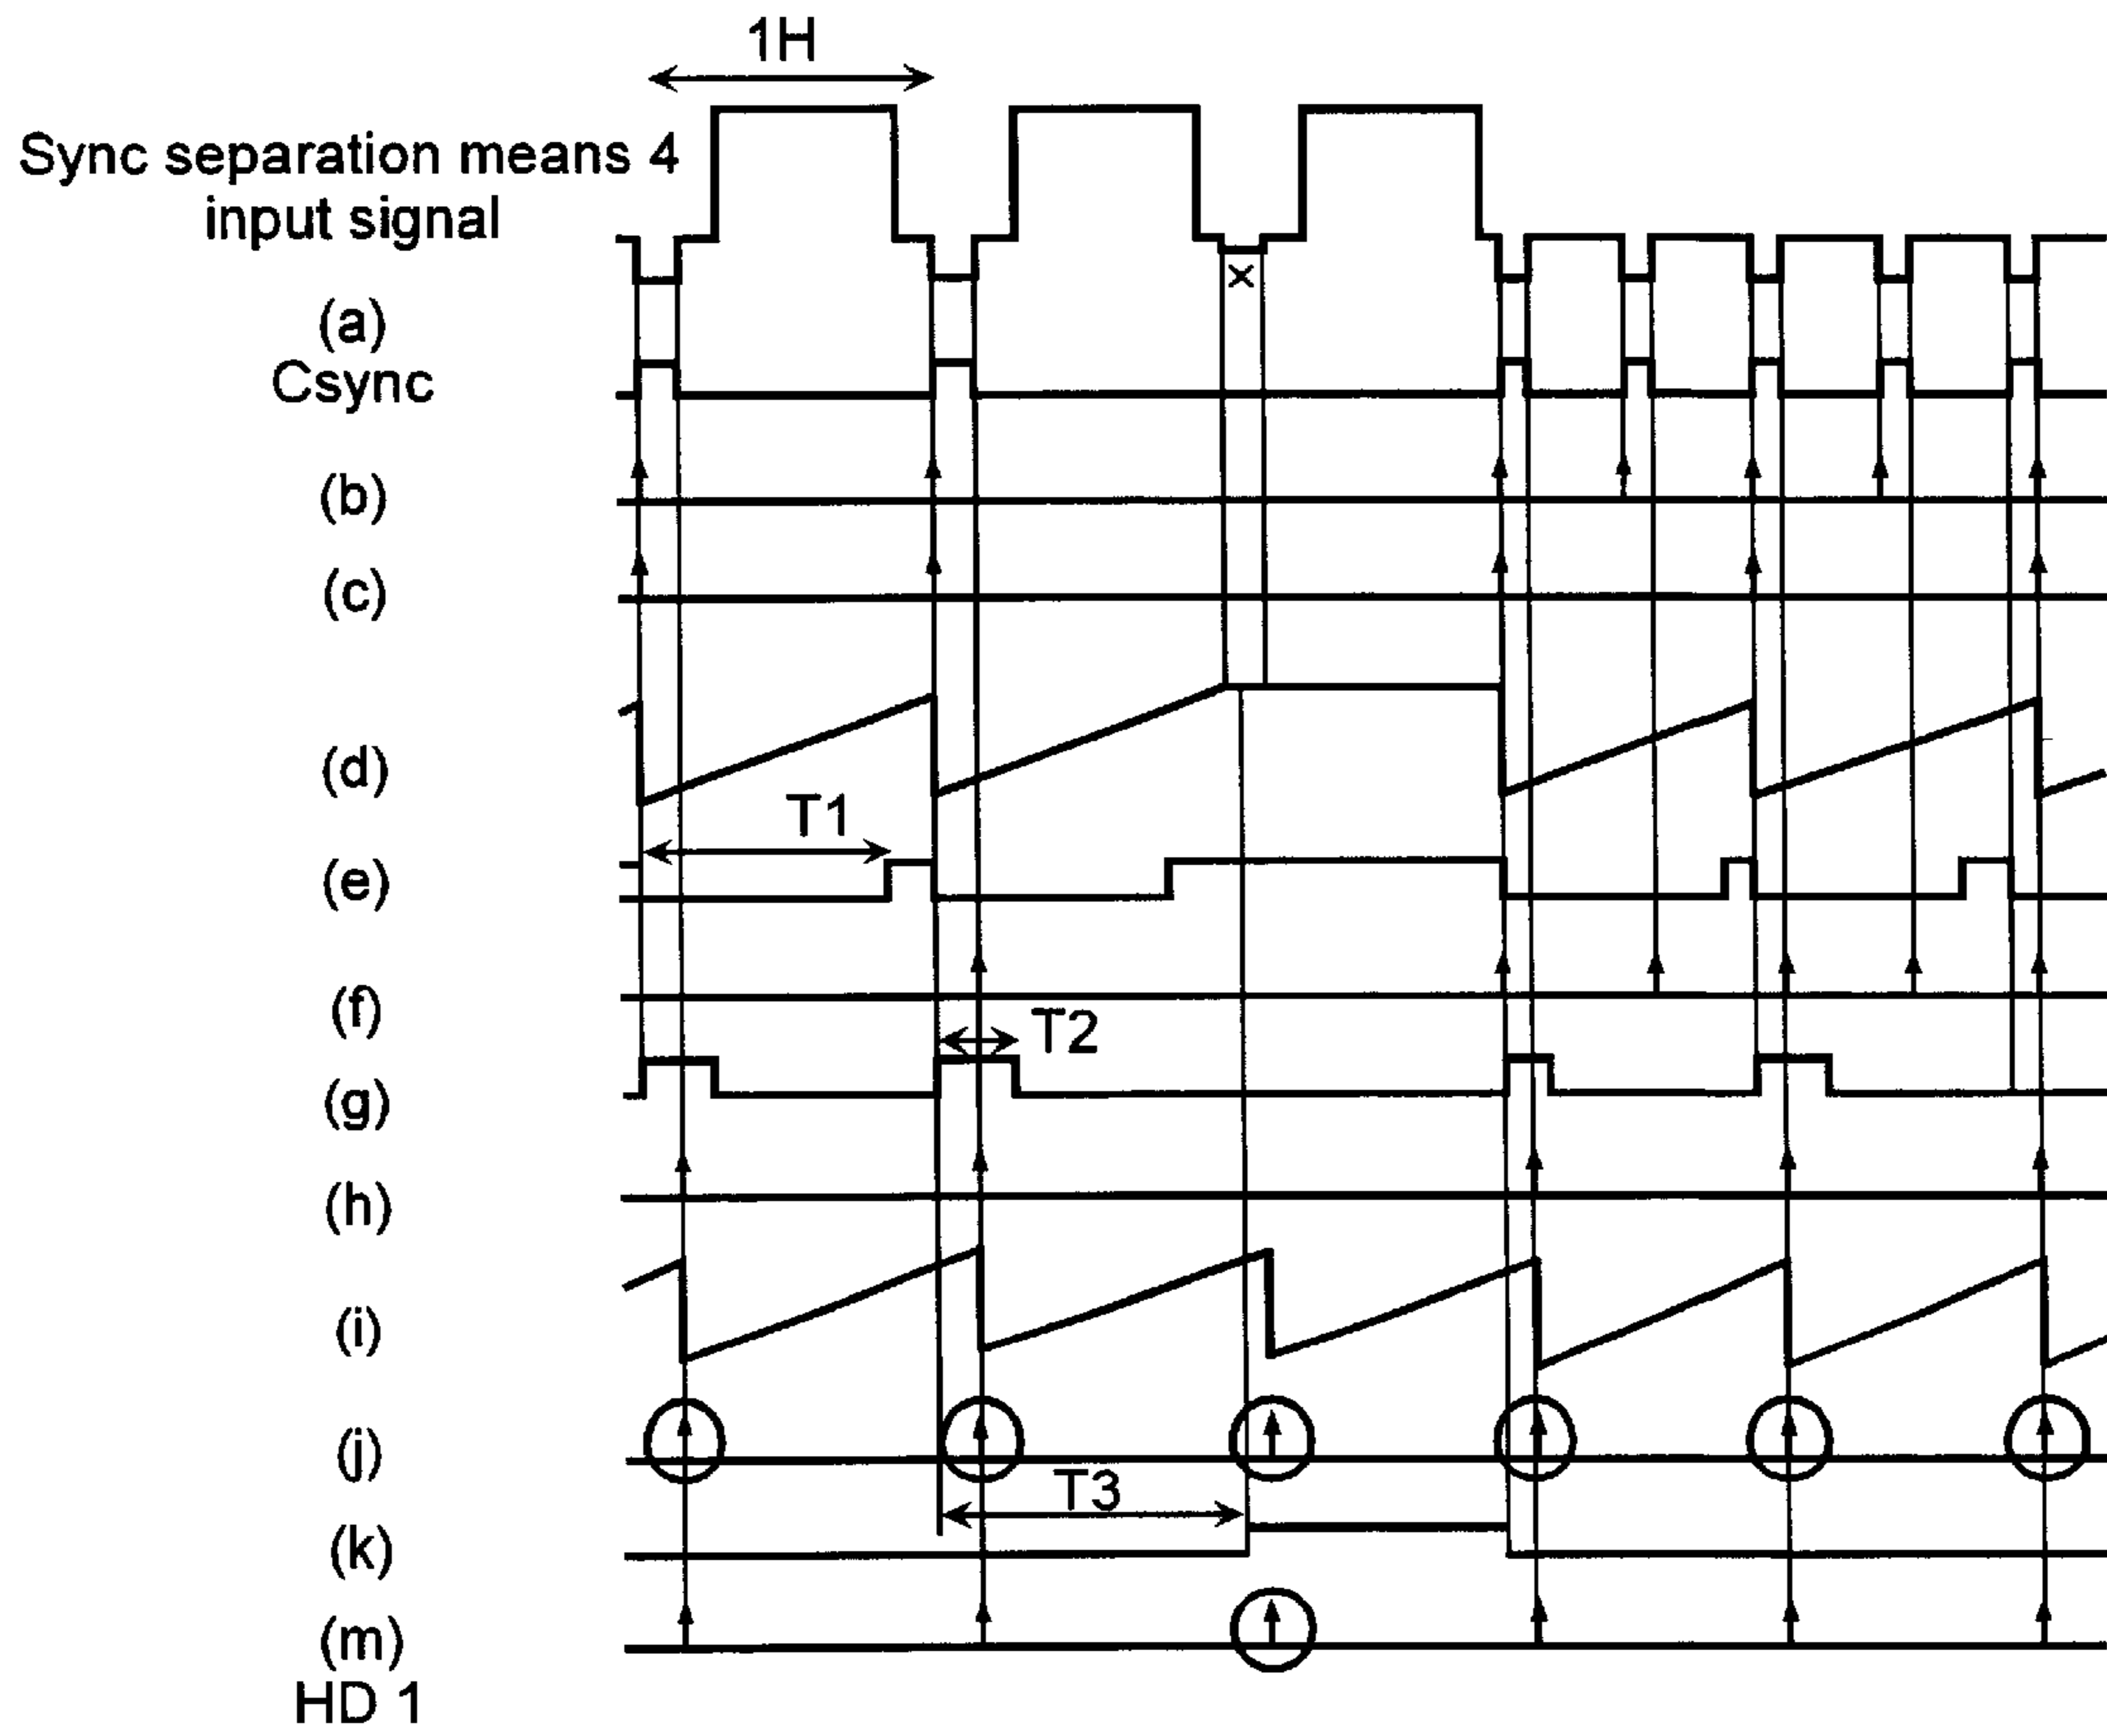 1H
Sync separation means 4
input signal
×
(a)
Csync
(b)
(c)
(d)
T1
(e)
(f)
T2
(g)
(h)
(i)
(j)
T3
(k)
(m)
HD 1